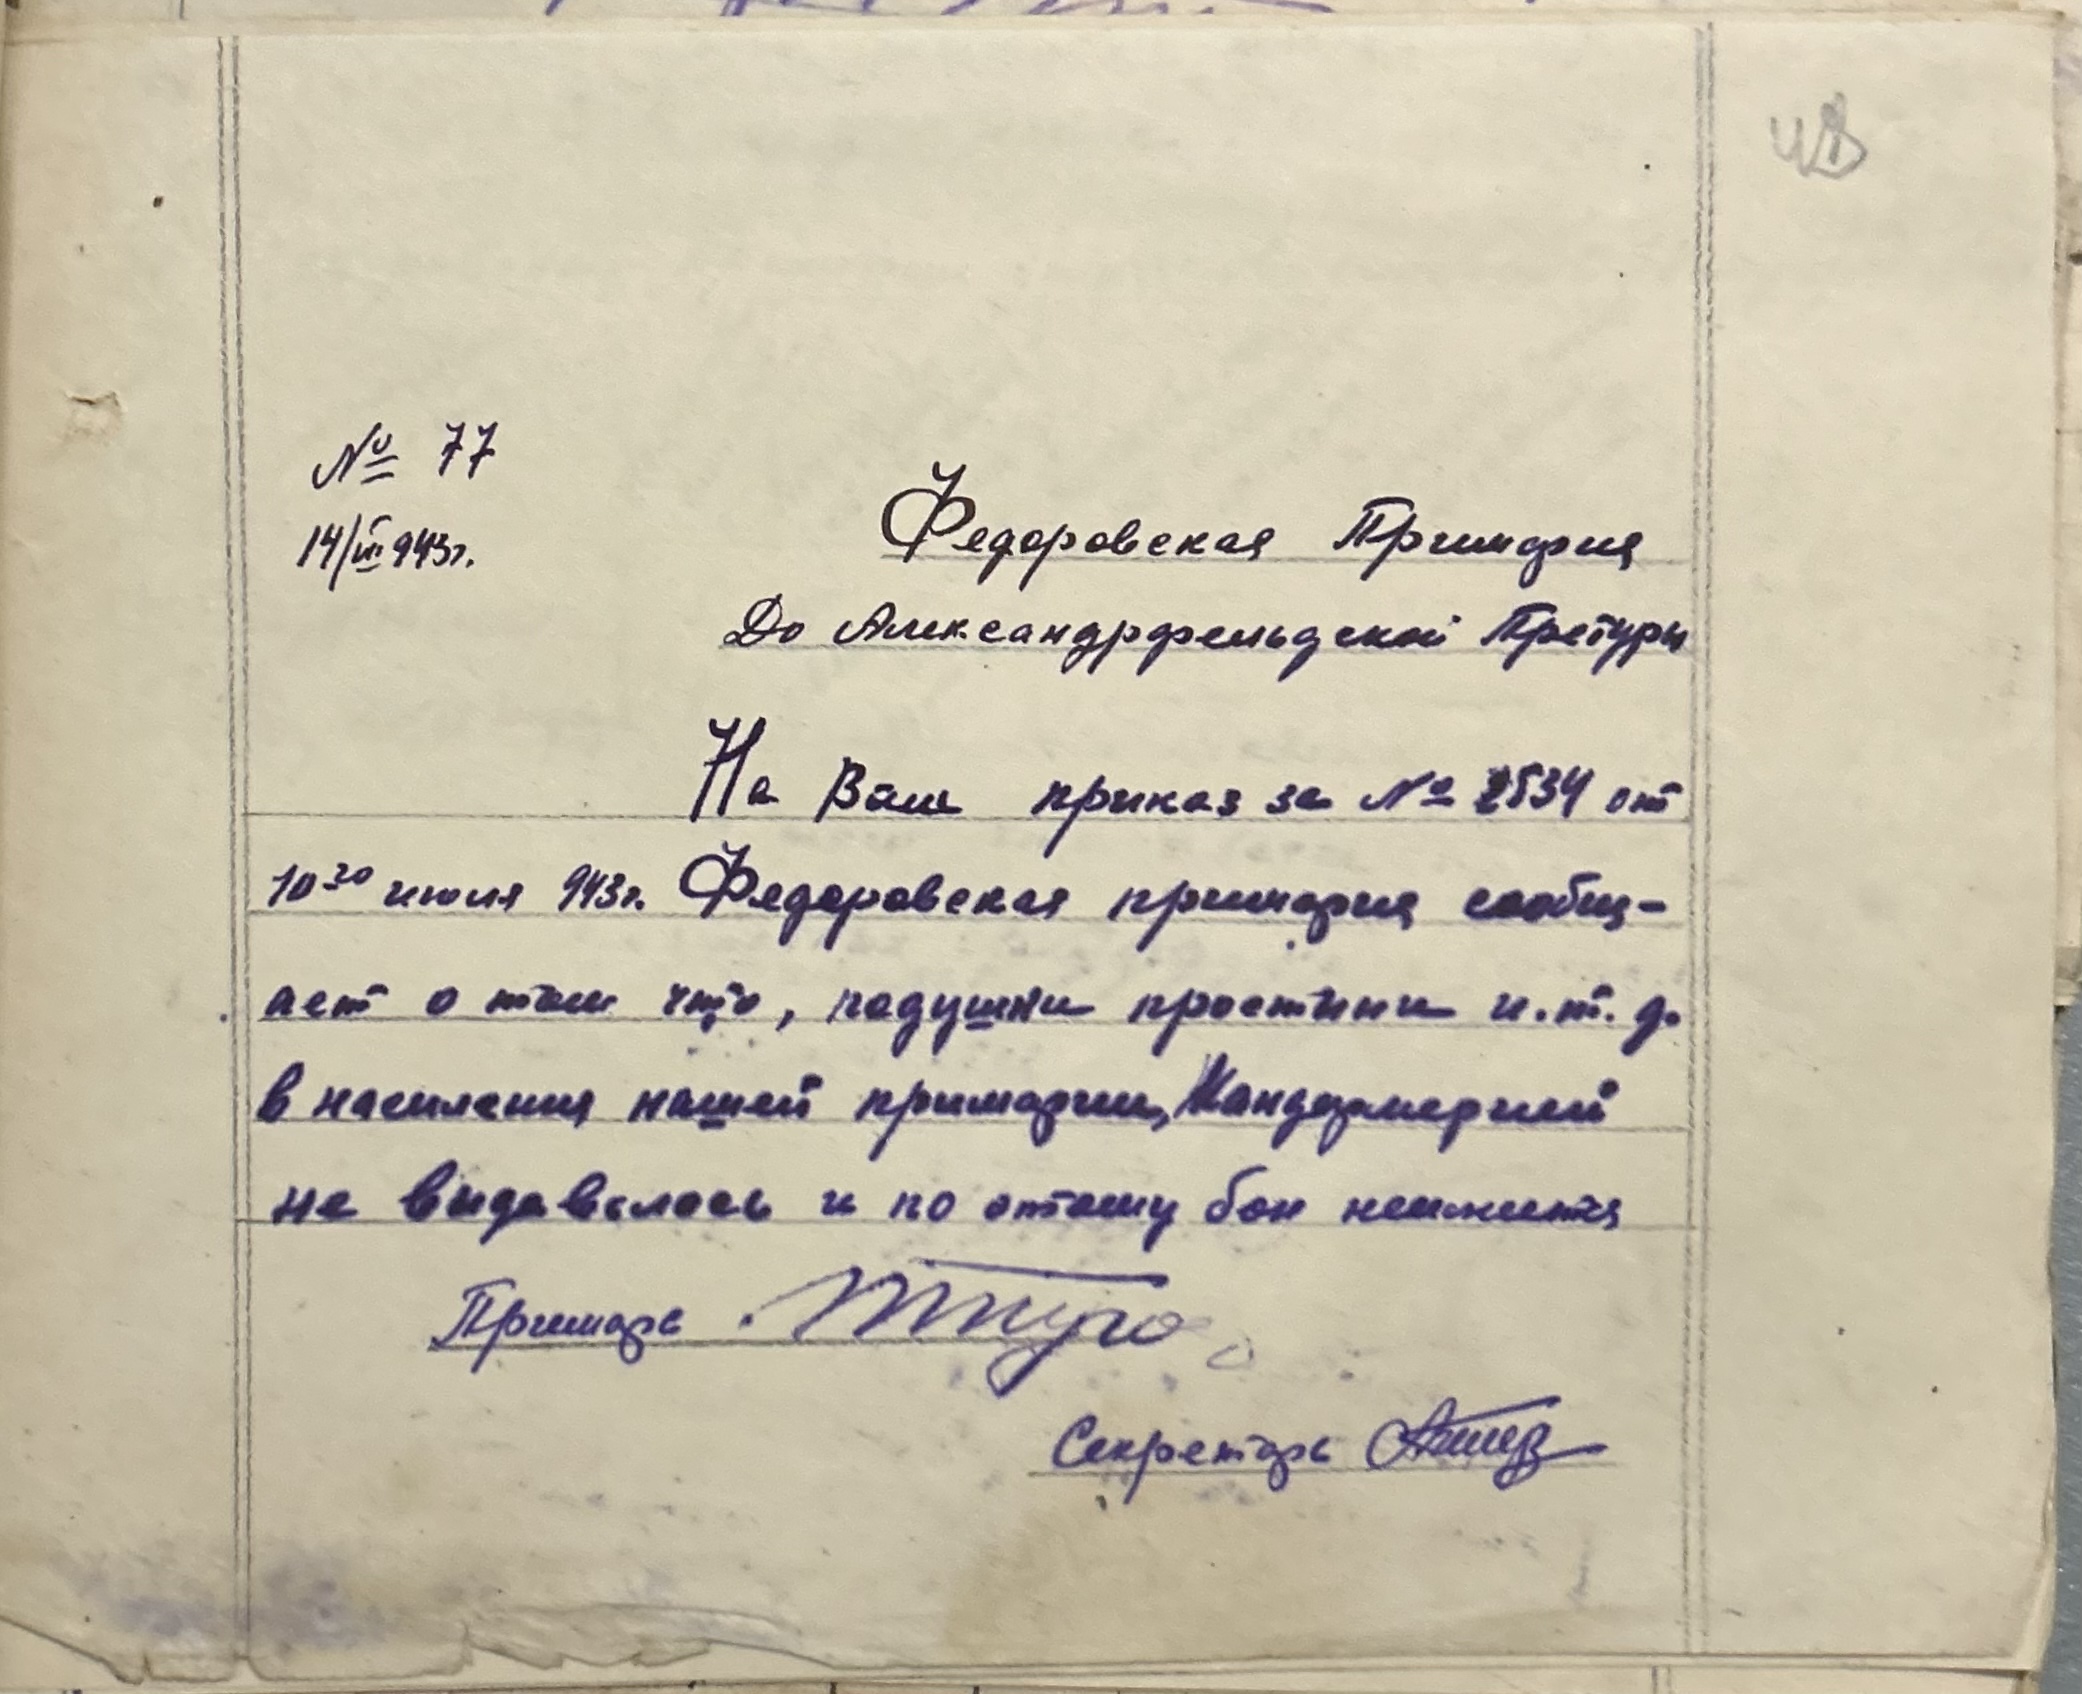 № 77
14/VII 943г.
Федоровская Примария
До Александрфельдской Претуры
На Ваш приказ за № 2534 от
10го июля 943г. Федоровская примария сообщ-
ает о том что, подушки простыни и.т.д.
в населения нашей примарии, Жандармерией
не выдавалось и по этому бон неимеится
Примарь
Секретарь